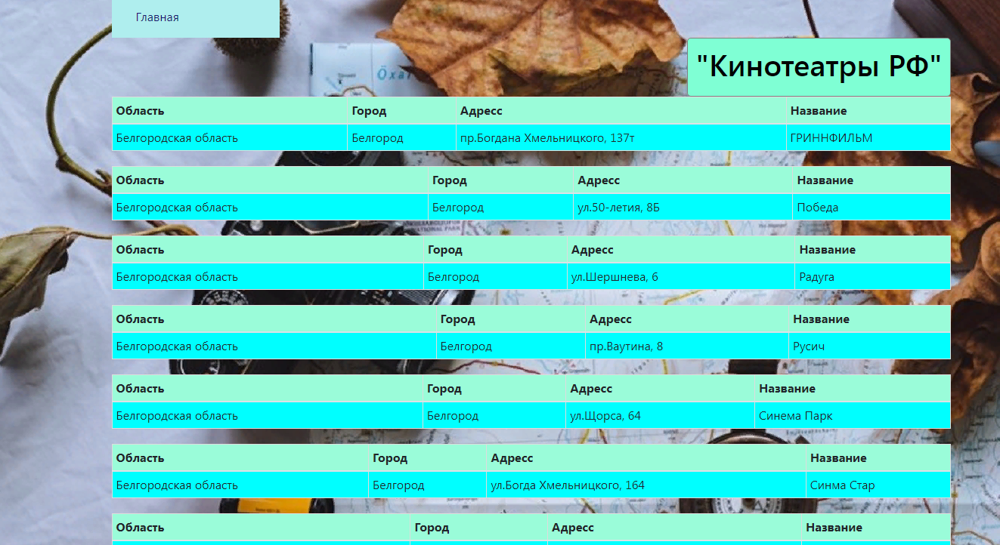 Главная
"Кинотеатры РФ"
Область Город Адресс Название
Белгородская область Белгород пр.Богдана Хмельницкого, 137т ГРИННФИЛЬМ
Область Город Адресс Название
Белгородская область Белгород ул.50-летия, 8Б Победа
Область Город Адресс Название
Белгородская область Белгород ул.Шершнева, 6 Радуга
Область Город Адресс Название
Белгородская область Белгород пр.Ваутина, 8 Русич
Область Город Адресс Название
Белгородская область Белгород ул.Щорса, 64 Синема Парк
Область Город Адресс Название
Белгородская область Белгород ул.Богда Хмельницкого, 164 Синма Стар
Область Город Адресс Название